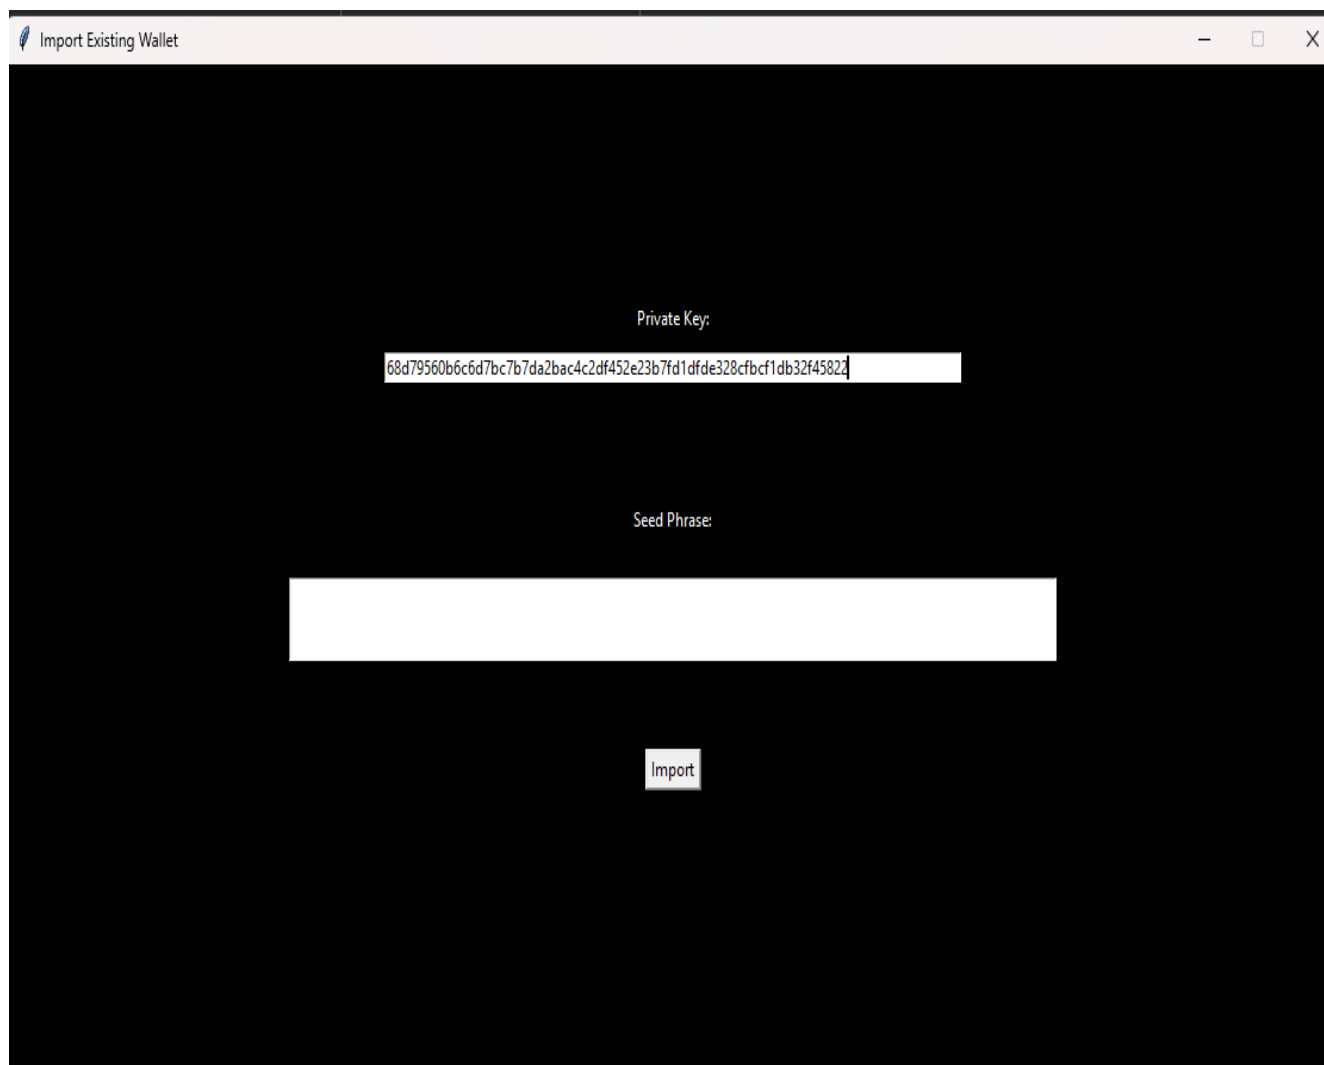 Import Existing Wallet
Private Key:
68d79560b6c6d7bc7b7da2bac4c2df452e23b7fd1dfde328cfbcf1db32f45822
Seed Phrase:
Import